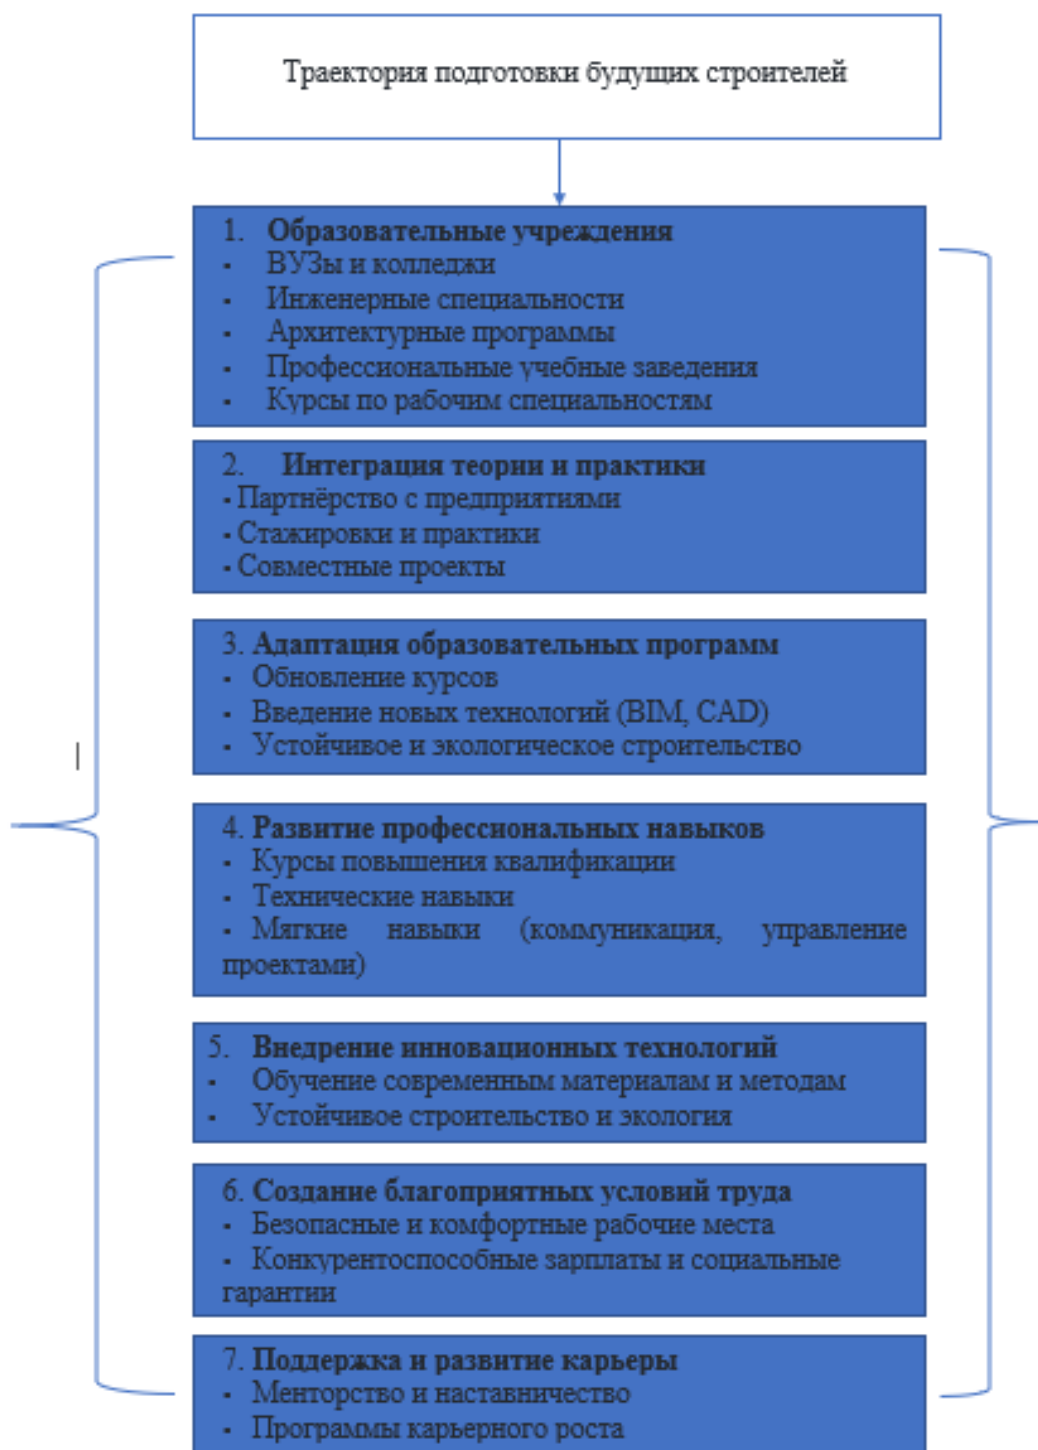 Траектория подготовки будущих строителей
1. Образовательные учреждения
- ВУЗы и колледжи
- Инженерные специальности
- Архитектурные программы
- Профессиональные учебные заведения
- Курсы по рабочим специальностям
2. Интеграция теории и практики
- Партнёрство с предприятиями
- Стажировки и практики
- Совместные проекты
3. Адаптация образовательных программ
- Обновление курсов
- Введение новых технологий (BIM, CAD)
- Устойчивое и экологическое строительство
4. Развитие профессиональных навыков
- Курсы повышения квалификации
- Технические навыки
- Мягкие навыки (коммуникация, управление
проектами)
5. Внедрение инновационных технологий
- Обучение современным материалам и методам
- Устойчивое строительство и экология
6. Создание благоприятных условий труда
- Безопасные и комфортные рабочие места
- Конкурентоспособные зарплаты и социальные
гарантии
7. Поддержка и развитие карьеры
- Менторство и наставничество
- Программы карьерного роста